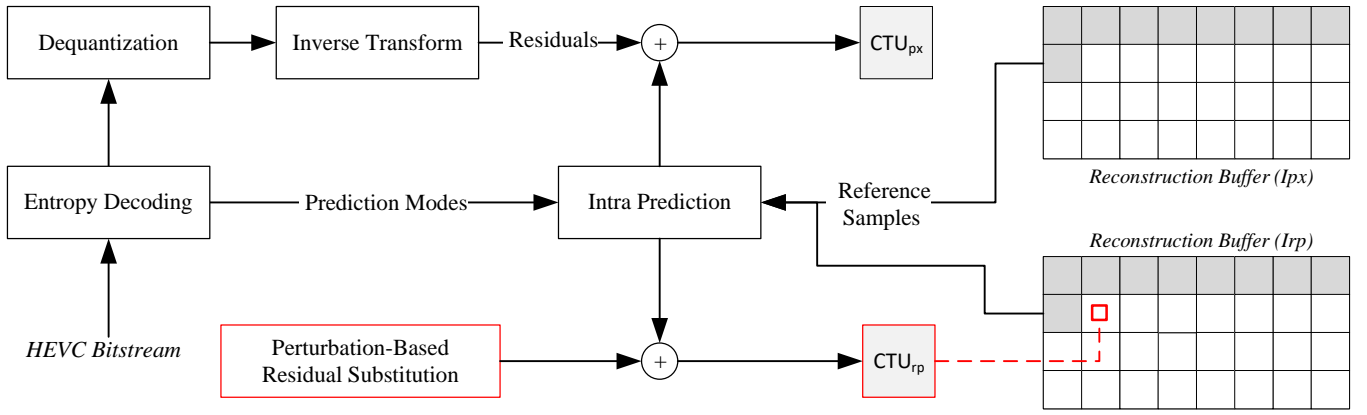 Dequantization
Inverse Transform
Residuals
+
CTUpx
Reconstruction Buffer (Ipx)
Entropy Decoding
Prediction Modes
Intra Prediction
Reference
Samples
Reconstruction Buffer (Irp)
HEVC Bitstream
Perturbation-Based
Residual Substitution
+
CTUrp